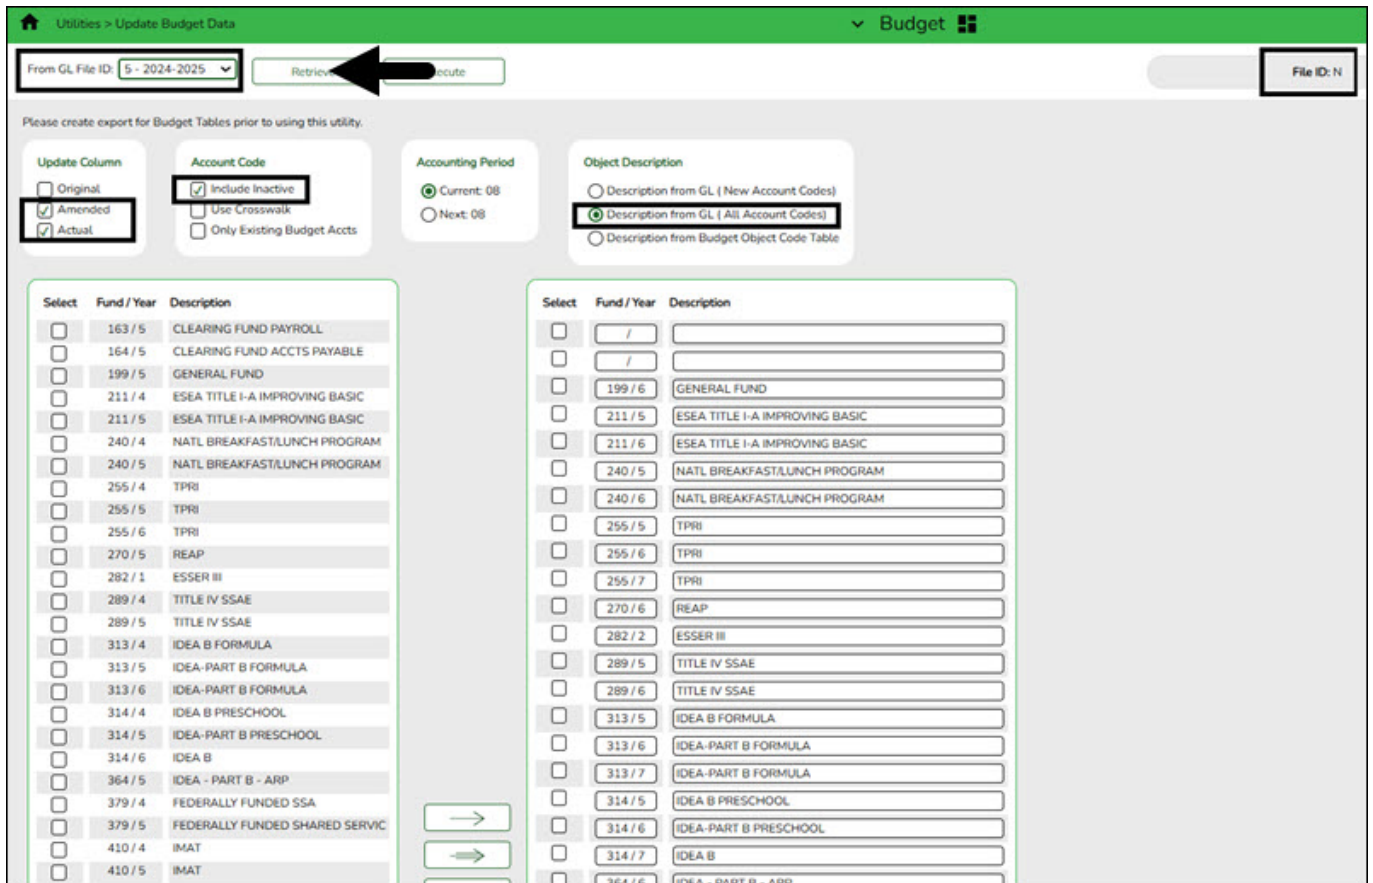 Utilities > Update Budget Data
Budget
From GL File ID: 5 - 2024-2025
Retrieve
ecute
File ID: N
Please create export for Budget Tables prior to using this utility.
Update Column
Original
Amended
Actual
Account Code
Include Inactive
Use Crosswalk
Only Existing Budget Accts
Accounting Period
Current: 08
Next: 08
Object Description
Description from GL ( New Account Codes)
Description from GL ( All Account Codes)
Description from Budget Object Code Table
Select Fund / Year Description
163 / 5 CLEARING FUND PAYROLL
164 / 5 CLEARING FUND ACCTS PAYABLE
199 / 5 GENERAL FUND
211 / 4 ESEA TITLE I-A IMPROVING BASIC
211 / 5 ESEA TITLE I-A IMPROVING BASIC
240 / 4 NATL BREAKFAST/LUNCH PROGRAM
240 / 5 NATL BREAKFAST/LUNCH PROGRAM
255 / 4 TPRI
255 / 5 TPRI
255 / 6 TPRI
270 / 5 REAP
282 / 1 ESSER III
289 / 4 TITLE IV SSAE
289 / 5 TITLE IV SSAE
313 / 4 IDEA B FORMULA
313 / 5 IDEA-PART B FORMULA
313 / 6 IDEA-PART B FORMULA
314 / 4 IDEA B PRESCHOOL
314 / 5 IDEA-PART B PRESCHOOL
314 / 6 IDEA B
364 / 5 IDEA - PART B - ARP
379 / 4 FEDERALLY FUNDED SSA
379 / 5 FEDERALLY FUNDED SHARED SERVIC
410 / 4 IMAT
410 / 5 IMAT
Select Fund / Year Description
/
/
199 / 6 GENERAL FUND
211 / 5 ESEA TITLE I-A IMPROVING BASIC
211 / 6 ESEA TITLE I-A IMPROVING BASIC
240 / 5 NATL BREAKFAST/LUNCH PROGRAM
240 / 6 NATL BREAKFAST/LUNCH PROGRAM
255 / 5 TPRI
255 / 6 TPRI
255 / 7 TPRI
270 / 6 REAP
282 / 2 ESSER III
289 / 5 TITLE IV SSAE
289 / 6 TITLE IV SSAE
313 / 5 IDEA B FORMULA
313 / 6 IDEA-PART B FORMULA
313 / 7 IDEA-PART B FORMULA
314 / 5 IDEA B PRESCHOOL
314 / 6 IDEA-PART B PRESCHOOL
314 / 7 IDEA B
364 / 6 IDEA - PART B - ARP